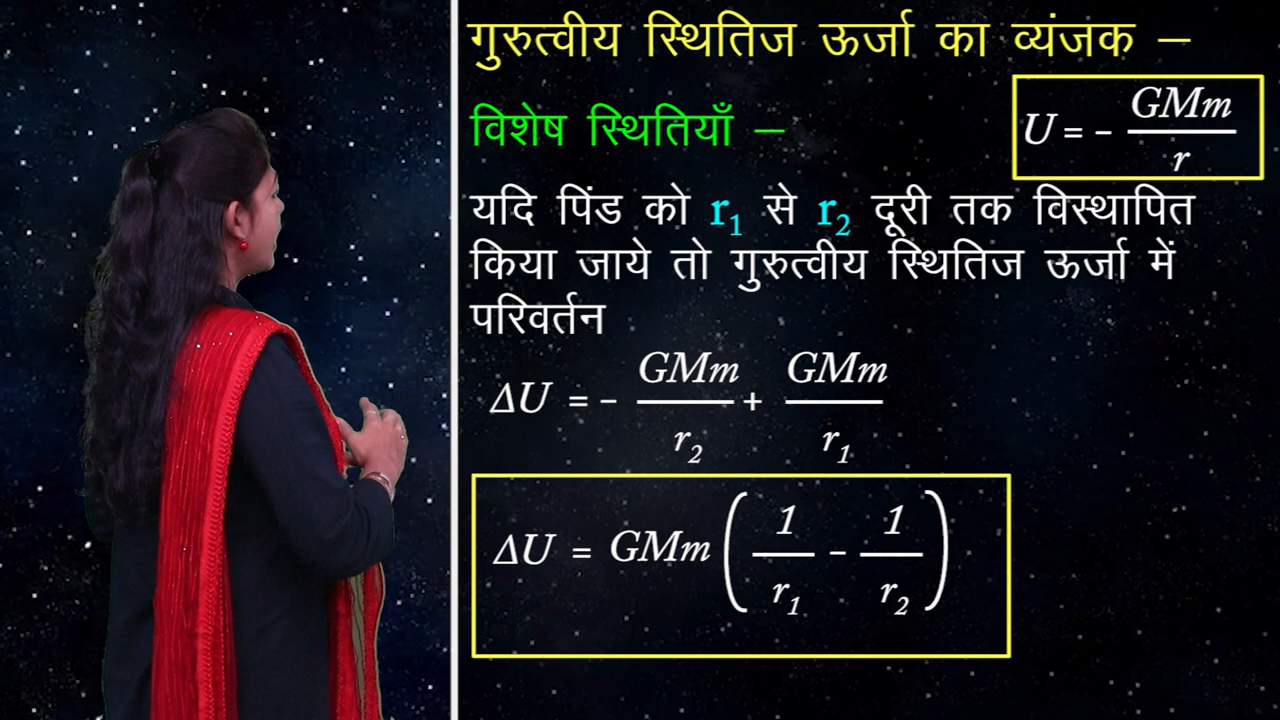 गुरुत्वीय स्थितिज ऊर्जा का व्यंजक –
विशेष स्थितियाँ –
U = - GMm / r
यदि पिंड को r₁ से r₂ दूरी तक विस्थापित
किया जाये तो गुरुत्वीय स्थितिज ऊर्जा में
परिवर्तन
ΔU = - GMm / r₂ + GMm / r₁
ΔU = GMm ( 1 / r₁ - 1 / r₂ )